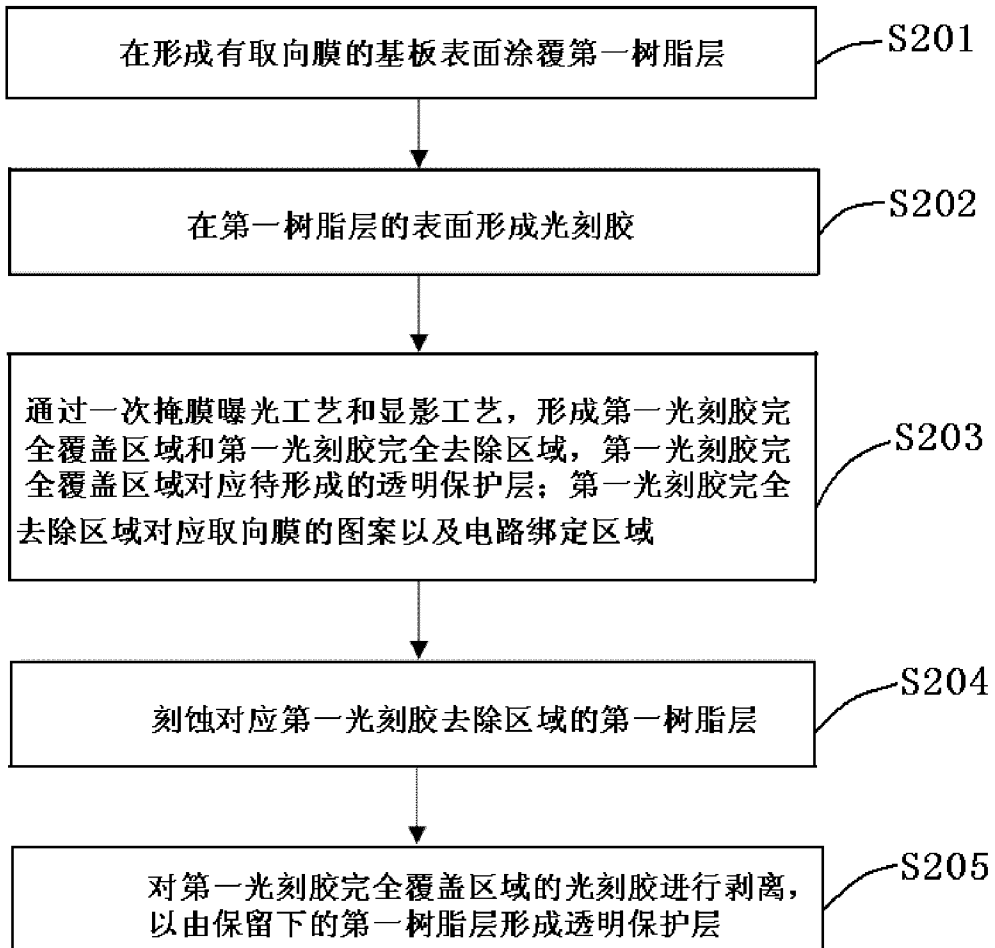 在形成有取向膜的基板表面涂覆第一树脂层
S201
在第一树脂层的表面形成光刻胶
S202
通过一次掩膜曝光工艺和显影工艺，形成第一光刻胶完
全覆盖区域和第一光刻胶完全去除区域，第一光刻胶完
全覆盖区域对应待形成的透明保护层；第一光刻胶完全
去除区域对应取向膜的图案以及电路绑定区域
S203
刻蚀对应第一光刻胶去除区域的第一树脂层
S204
对第一光刻胶完全覆盖区域的光刻胶进行剥离，
以由保留下的第一树脂层形成透明保护层
S205